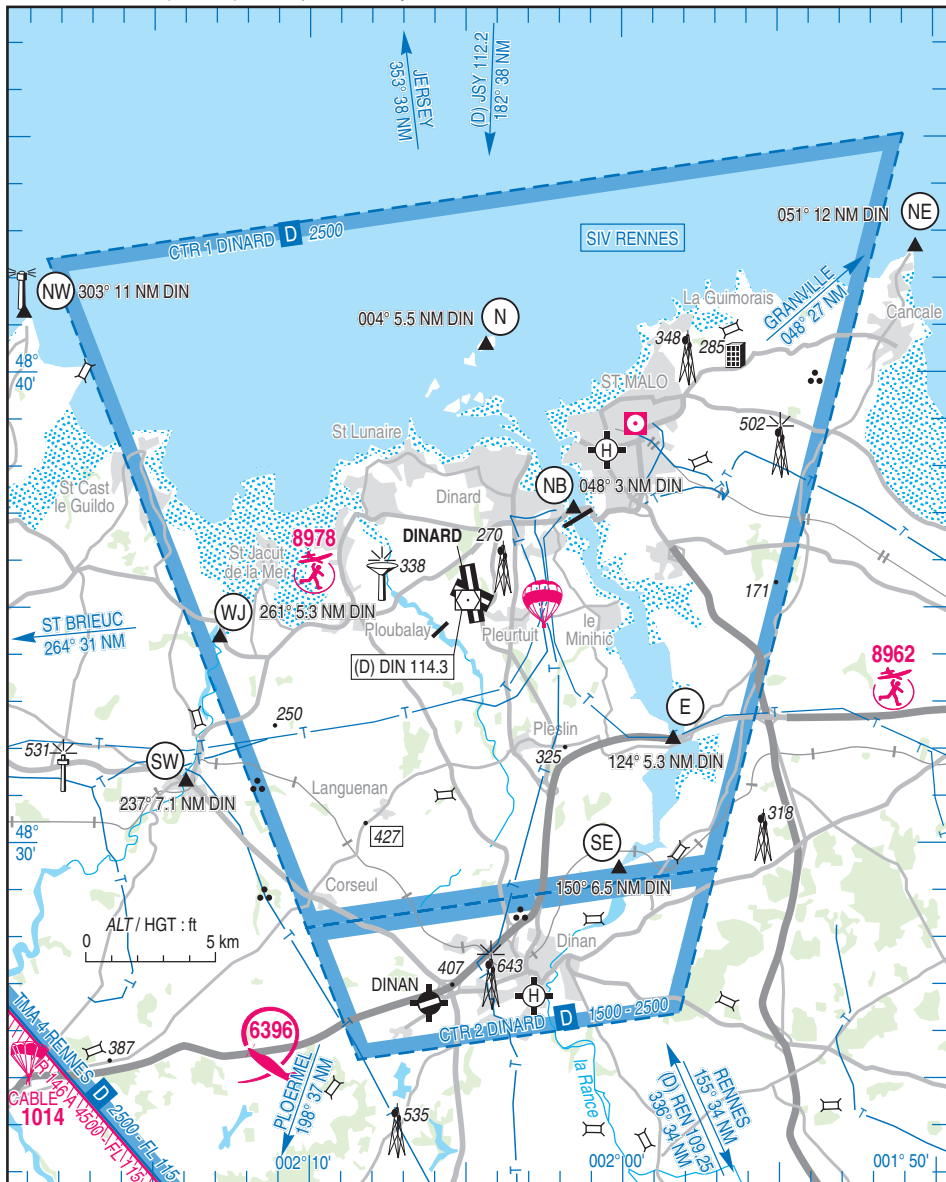 JERSEY
353° 38 NM
(D) JSY 112.2
182° 38 NM
051° 12 NM DIN
NE
CTR 1 DINARD D 2500
SIV RENNES
NW
303° 11 NM DIN
004° 5.5 NM DIN
N
La Guimorais
GRANVILLE
048° 27 NM
Cancale
348
285
48°
40'
ST MALO
502
St Lunaire
H
St Cast
le Guildo
Dinard
NB
048° 3 NM DIN
8978
DINARD
270
St Jacut
de la Mer
338
171
WJ
261° 5.3 NM DIN
ST BRIEUC
264° 31 NM
Ploubalay
Pleurtuit
le
Minihic
(D) DIN 114.3
8962
E
250
Pleslin
325
124° 5.3 NM DIN
531
SW
237° 7.1 NM DIN
Languenan
427
318
48°
30'
SE
150° 6.5 NM DIN
Corseul
ALT / HGT : ft
0
5 km
Dinan
407
643
DINAN
H
CTR 2 DINARD D 1500 - 2500
6396
387
TMA 4 RENNES D 2500 - FL 115
R 146 A 4500 - FL 115
CABLE
1014
PLOERMEL
198° 37 NM
la Rance
RENNES
155° 34 NM
(D) REN 109.25
336° 34 NM
535
002° 10'
002° 00'
001° 50'